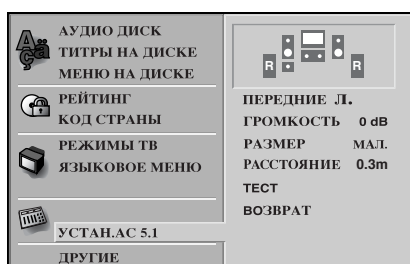 АУДИО ДИСК
ТИТРЫ НА ДИСКЕ
МЕНЮ НА ДИСКЕ
РЕЙТИНГ
КОД СТРАНЫ
РЕЖИМЫ ТВ
ЯЗЫКОВОЕ МЕНЮ
УСТАН.АС 5.1
ДРУГИЕ
R R
ПЕРЕДНИЕ Л.
ГРОМКОСТЬ 0 dB
РАЗМЕР МАЛ.
РАССТОЯНИЕ 0.3m
ТЕСТ
ВОЗВРАТ